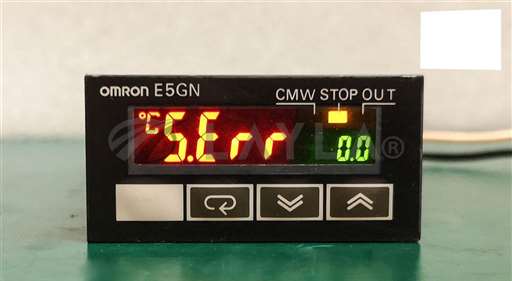 OMRON E5GN
CMW STOP OUT
°C S.Err
0.0